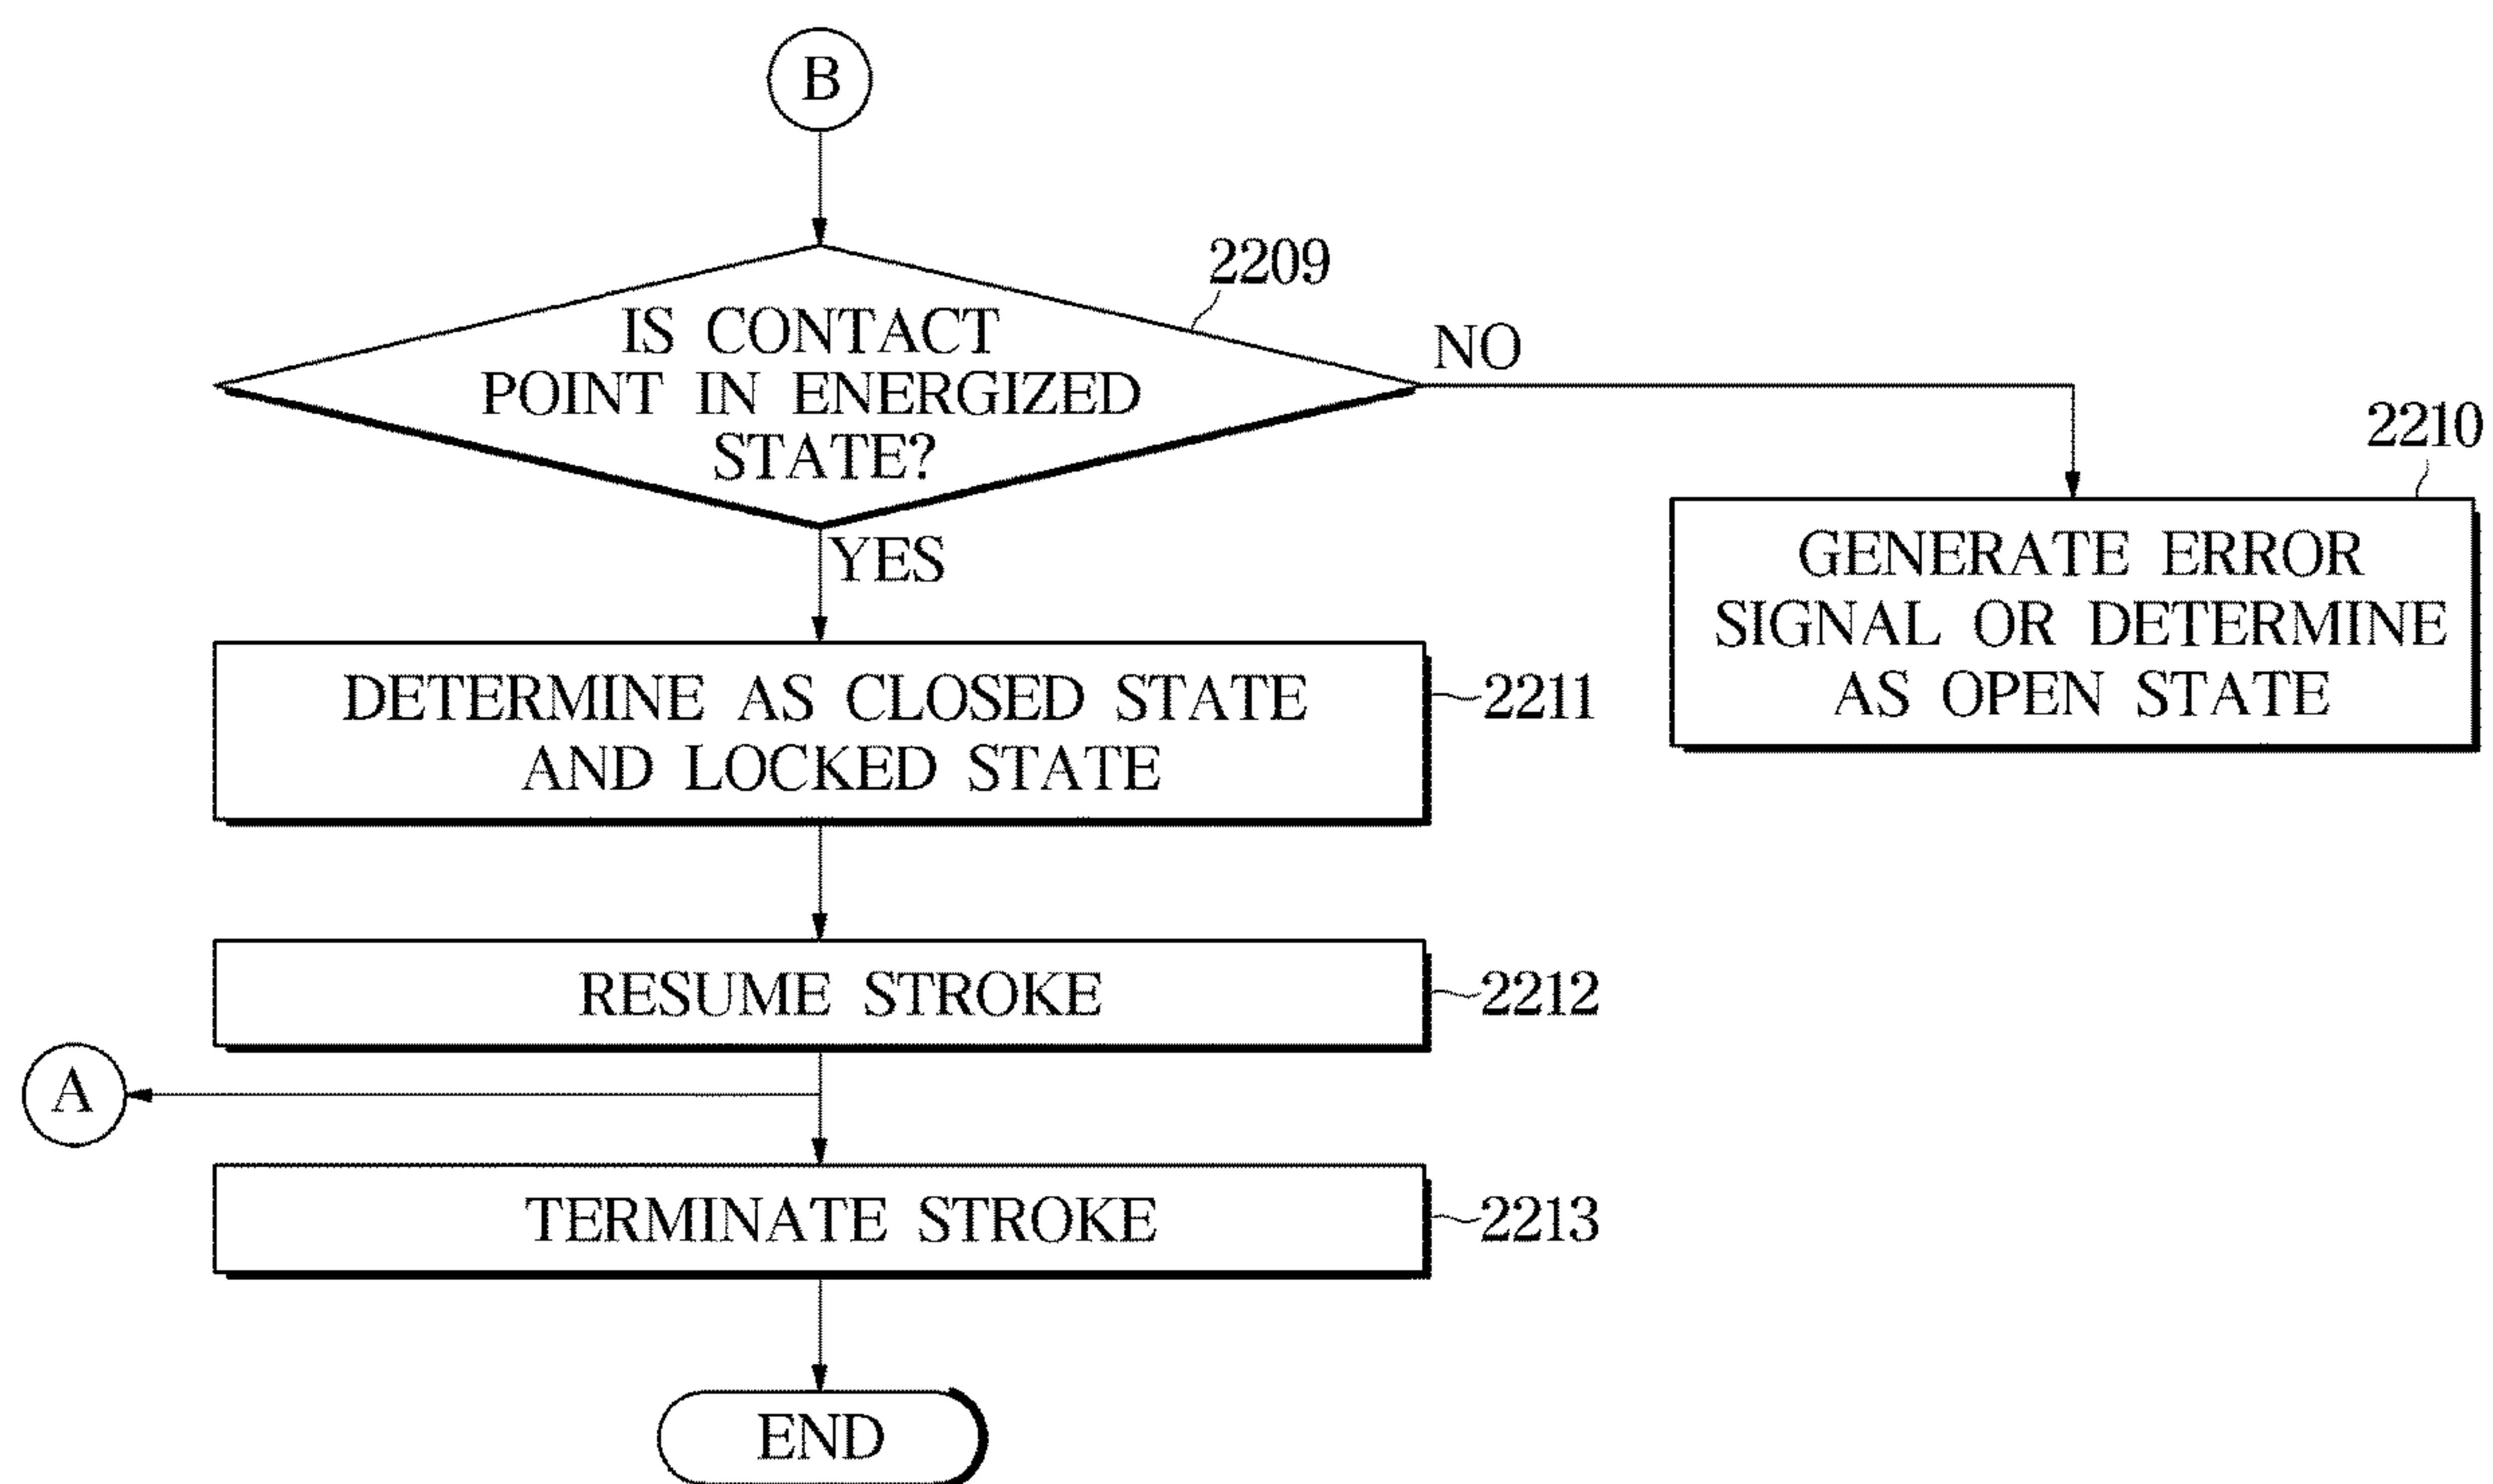 B
2209
IS CONTACT
POINT IN ENERGIZED
STATE?
NO
YES
2210
GENERATE ERROR
SIGNAL OR DETERMINE
AS OPEN STATE
DETERMINE AS CLOSED STATE
AND LOCKED STATE
2211
RESUME STROKE
2212
A
TERMINATE STROKE
2213
END